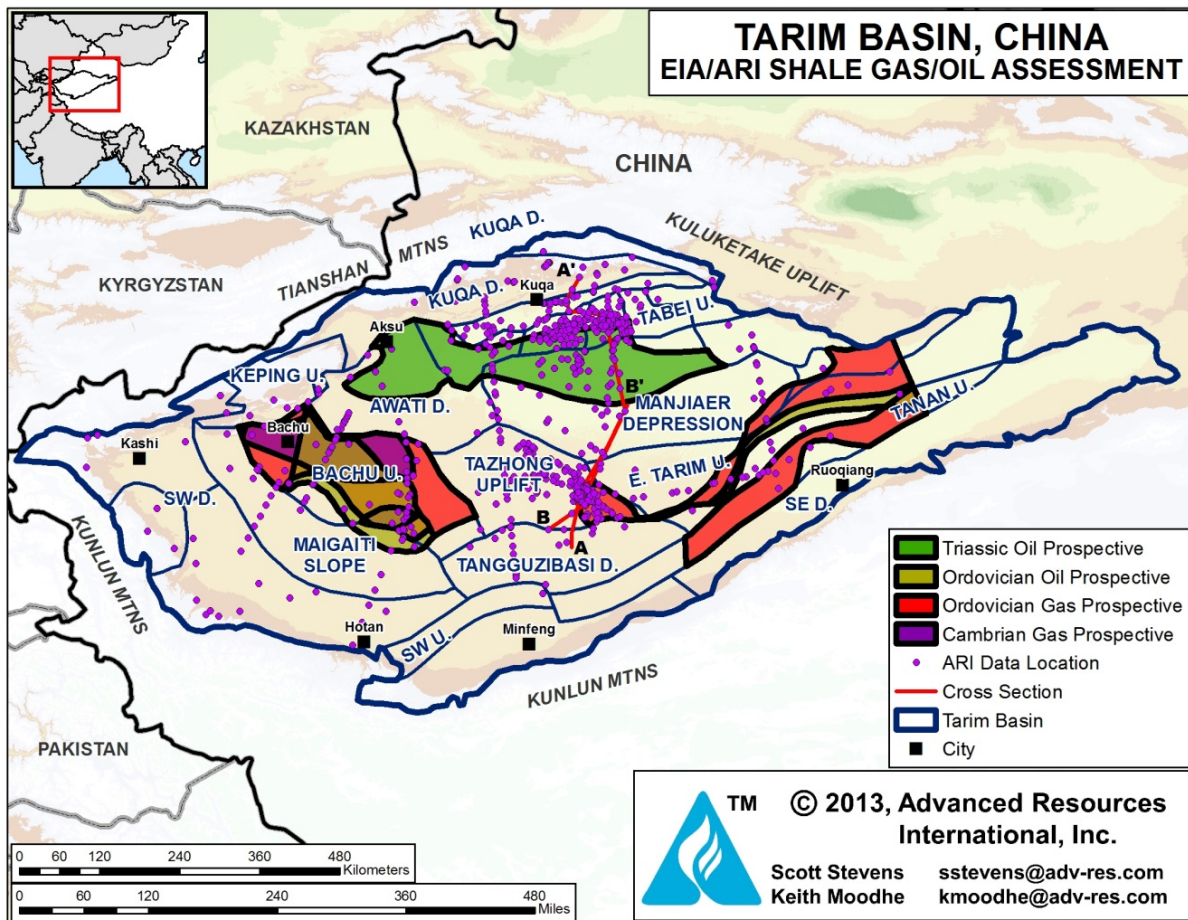 TARIM BASIN, CHINA
EIA/ARI SHALE GAS/OIL ASSESSMENT
KAZAKHSTAN
CHINA
KUQA D.
KULUKETAKE UPLIFT
TIANSHAN MTNS
KYRGYZSTAN
A'
KUQA D.
Kuqa
TABEI U.
Aksu
KEPING U.
B'
AWATI D.
MANJIAER
DEPRESSION
TANAN U.
Bachu
Kashi
BACHU U.
TAZHONG
UPLIFT
E. TARIM U.
Ruoqiang
SW D.
SE D.
B
A
MAIGAITI
SLOPE
TANGGUZIBASI D.
KUNLUN MTNS
Hotan
SW U.
Minfeng
KUNLUN MTNS
PAKISTAN
Triassic Oil Prospective
Ordovician Oil Prospective
Ordovician Gas Prospective
Cambrian Gas Prospective
ARI Data Location
Cross Section
Tarim Basin
City
TM
© 2013, Advanced Resources
International, Inc.
Scott Stevens sstevens@adv-res.com
Keith Moodhe kmoodhe@adv-res.com
0 60 120 240 360 480
Kilometers
0 60 120 240 360 480
Miles